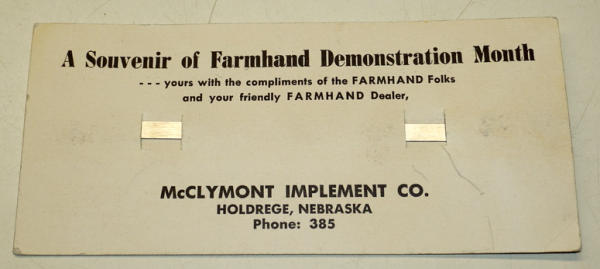 A Souvenir of Farmhand Demonstration Month
--- yours with the compliments of the FARMHAND Folks
and your friendly FARMHAND Dealer,
McCLYMONT IMPLEMENT CO.
HOLDREGE, NEBRASKA
Phone: 385